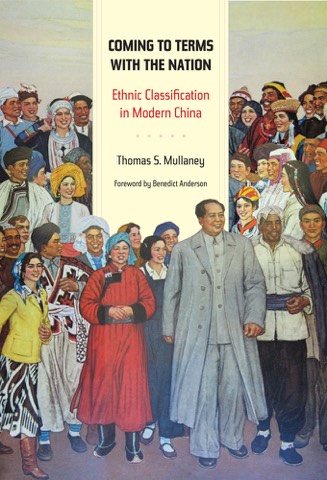 COMING TO TERMS
WITH THE NATION
Ethnic Classification
in Modern China
Thomas S. Mullaney
Foreword by Benedict Anderson